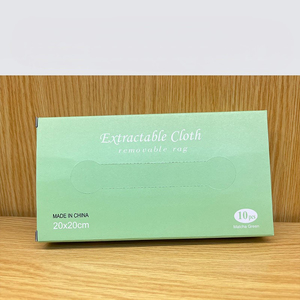 Extractable Cloth
removable rag
MADE IN CHINA
20x20cm
10pcs